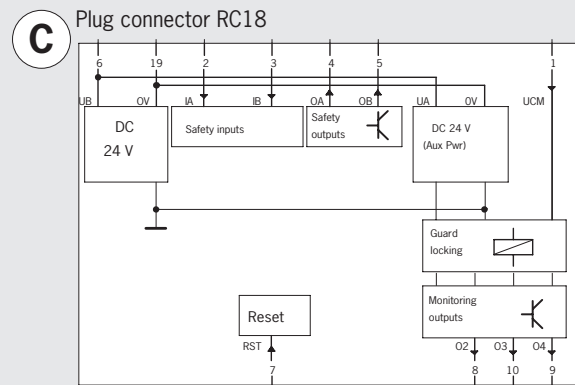 C Plug connector RC18
6 19 2 3 4 5 1
UB 0V IA IB OA OB UA 0V UCM
DC
24 V
Safety inputs
Safety
outputs
DC 24 V
(Aux Pwr)
Guard
locking
Monitoring
outputs
Reset
RST O2 O3 O4
7 8 10 9